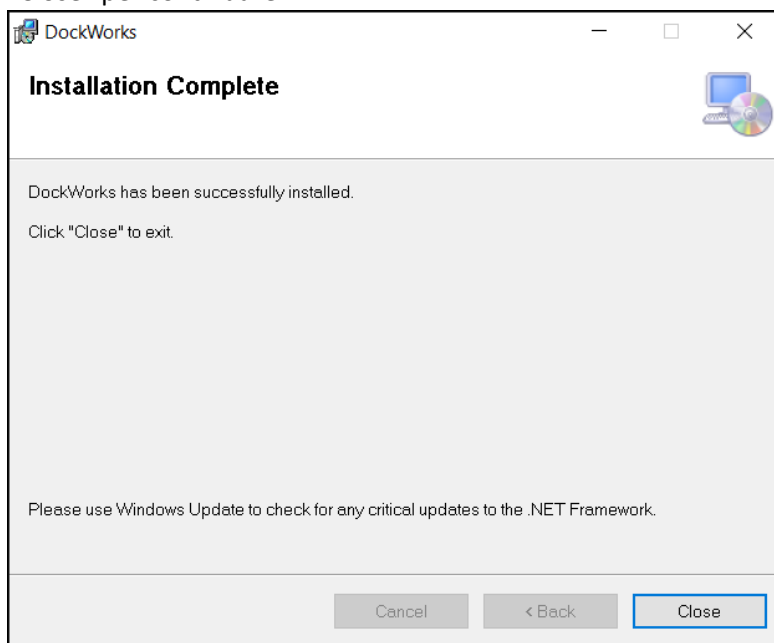 DockWorks
Installation Complete
DockWorks has been successfully installed.
Click "Close" to exit.
Please use Windows Update to check for any critical updates to the .NET Framework.
Cancel
< Back
Close